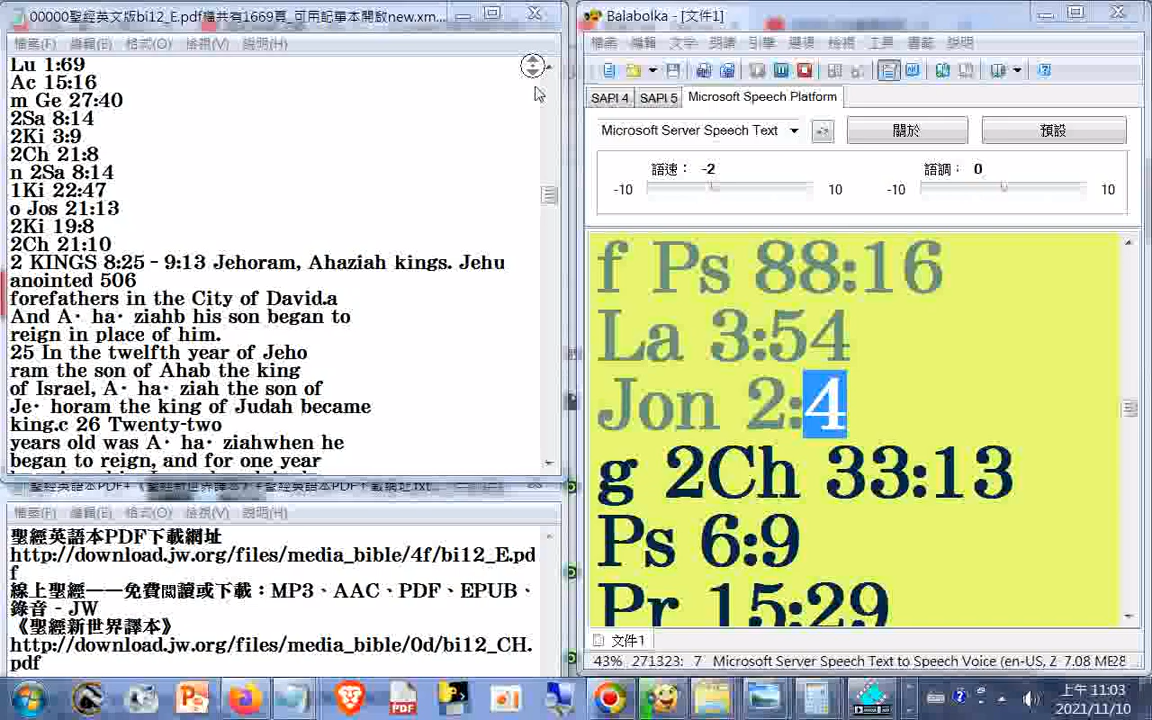 00000聖經英文版bi12_E.pdf檔共有1669頁_可用記事本開啟new.xm...
檔案(F) 編輯(E) 格式(O) 檢視(V) 說明(H)
Lu 1:69
Ac 15:16
m Ge 27:40
2Sa 8:14
2Ki 3:9
2Ch 21:8
n 2Sa 8:14
1Ki 22:47
o Jos 21:13
2Ki 19:8
2Ch 21:10
2 KINGS 8:25 - 9:13 Jehoram, Ahaziah kings. Jehu
anointed 506
forefathers in the City of David.a
And A· ha· ziahb his son began to
reign in place of him.
25 In the twelfth year of Jeho
ram the son of Ahab the king
of Israel, A· ha· ziah the son of
Je· horam the king of Judah became
king.c 26 Twenty-two
years old was A· ha· ziahwhen he
began to reign, and for one year
檔案(F) 編輯(E) 格式(O) 檢視(V) 說明(H)
聖經英語本PDF下載網址
http://download.jw.org/files/media_bible/4f/bi12_E.pd
f
線上聖經——免費閱讀或下載：MP3、AAC、PDF、EPUB、
錄音 - JW
《聖經新世界譯本》
http://download.jw.org/files/media_bible/0d/bi12_CH.
pdf
Balabolka - [文件1]
檔案 編輯 文字 朗讀 引擎 選項 檢視 工具 書籤 說明
SAPI 4 SAPI 5 Microsoft Speech Platform
Microsoft Server Speech Text 關於 預設
語速： -2 語調： 0
-10 10 -10 10
f Ps 88:16
La 3:54
Jon 2:4
g 2Ch 33:13
Ps 6:9
Pr 15:29
文件1
43% 271323: 7 Microsoft Server Speech Text to Speech Voice (en-US, Z 7.08 ME28
PDF
上午 11:03
2021/11/10